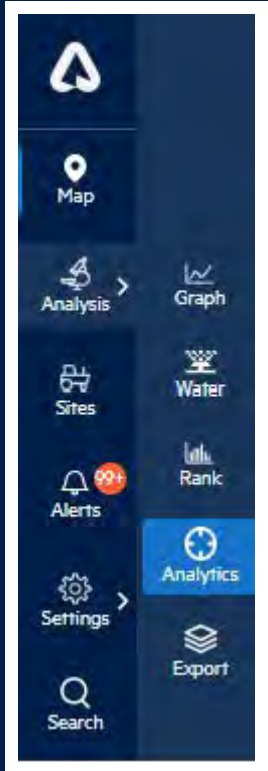 Map
Analysis
Graph
Water
Sites
Rank
99+
Alerts
Analytics
Settings
Export
Search